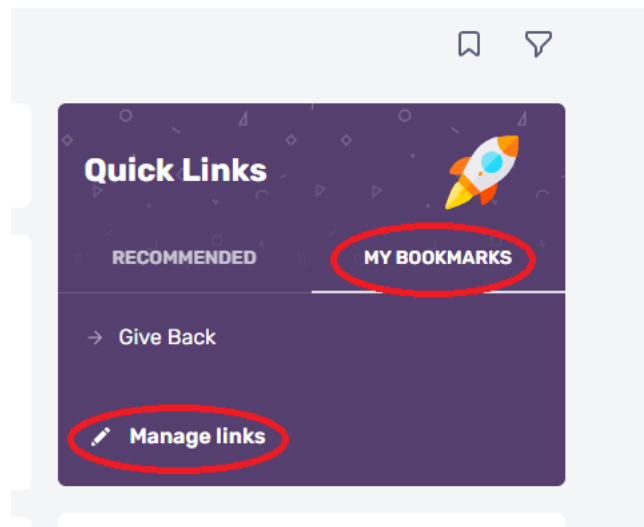 Quick Links
RECOMMENDED MY BOOKMARKS
Give Back
Manage links